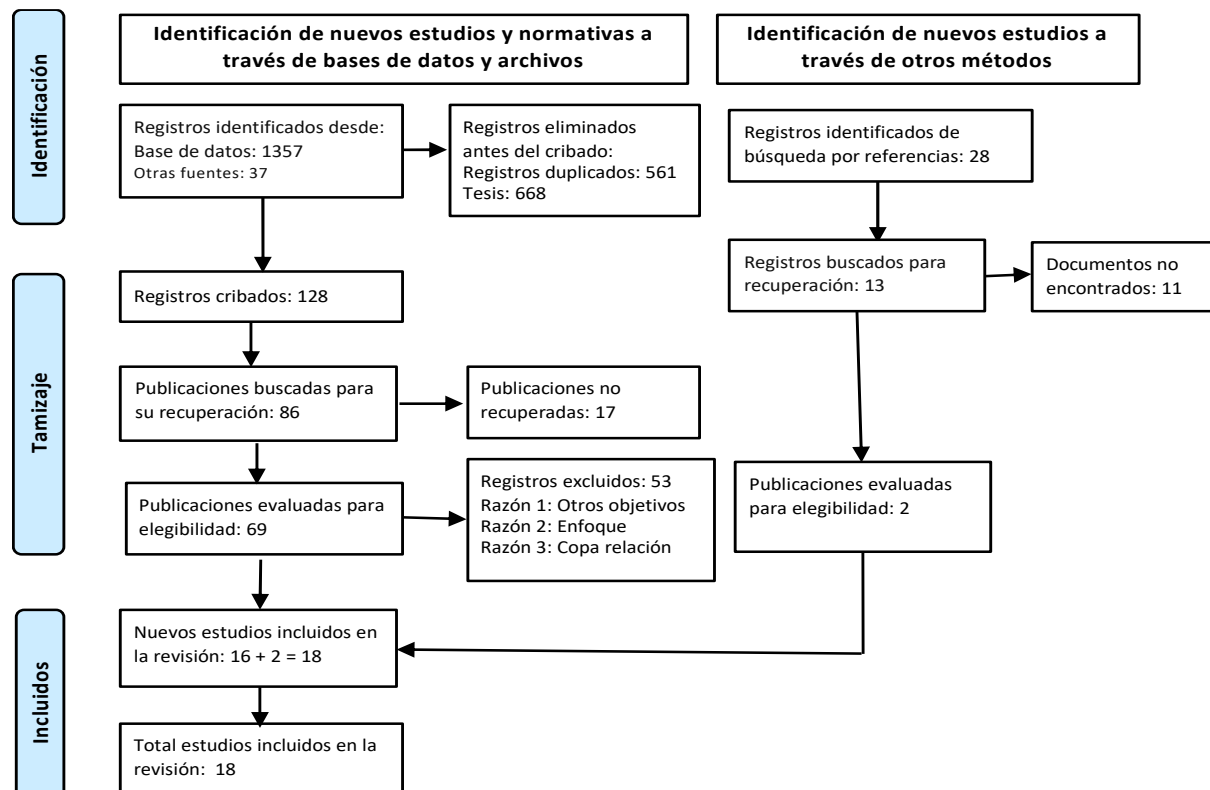 Identificación
Identificación de nuevos estudios y normativas a
través de bases de datos y archivos
Identificación de nuevos estudios a
través de otros métodos
Registros identificados desde:
Base de datos: 1357
Otras fuentes: 37
Registros eliminados
antes del cribado:
Registros duplicados: 561
Tesis: 668
Registros identificados de
búsqueda por referencias: 28
Tamizaje
Registros cribados: 128
Registros buscados para
recuperación: 13
Documentos no
encontrados: 11
Publicaciones buscadas para
su recuperación: 86
Publicaciones no
recuperadas: 17
Publicaciones evaluadas para
elegibilidad: 69
Registros excluidos: 53
Razón 1: Otros objetivos
Razón 2: Enfoque
Razón 3: Copa relación
Publicaciones evaluadas
para elegibilidad: 2
Incluidos
Nuevos estudios incluidos en
la revisión: 16 + 2 = 18
Total estudios incluidos en la
revisión: 18